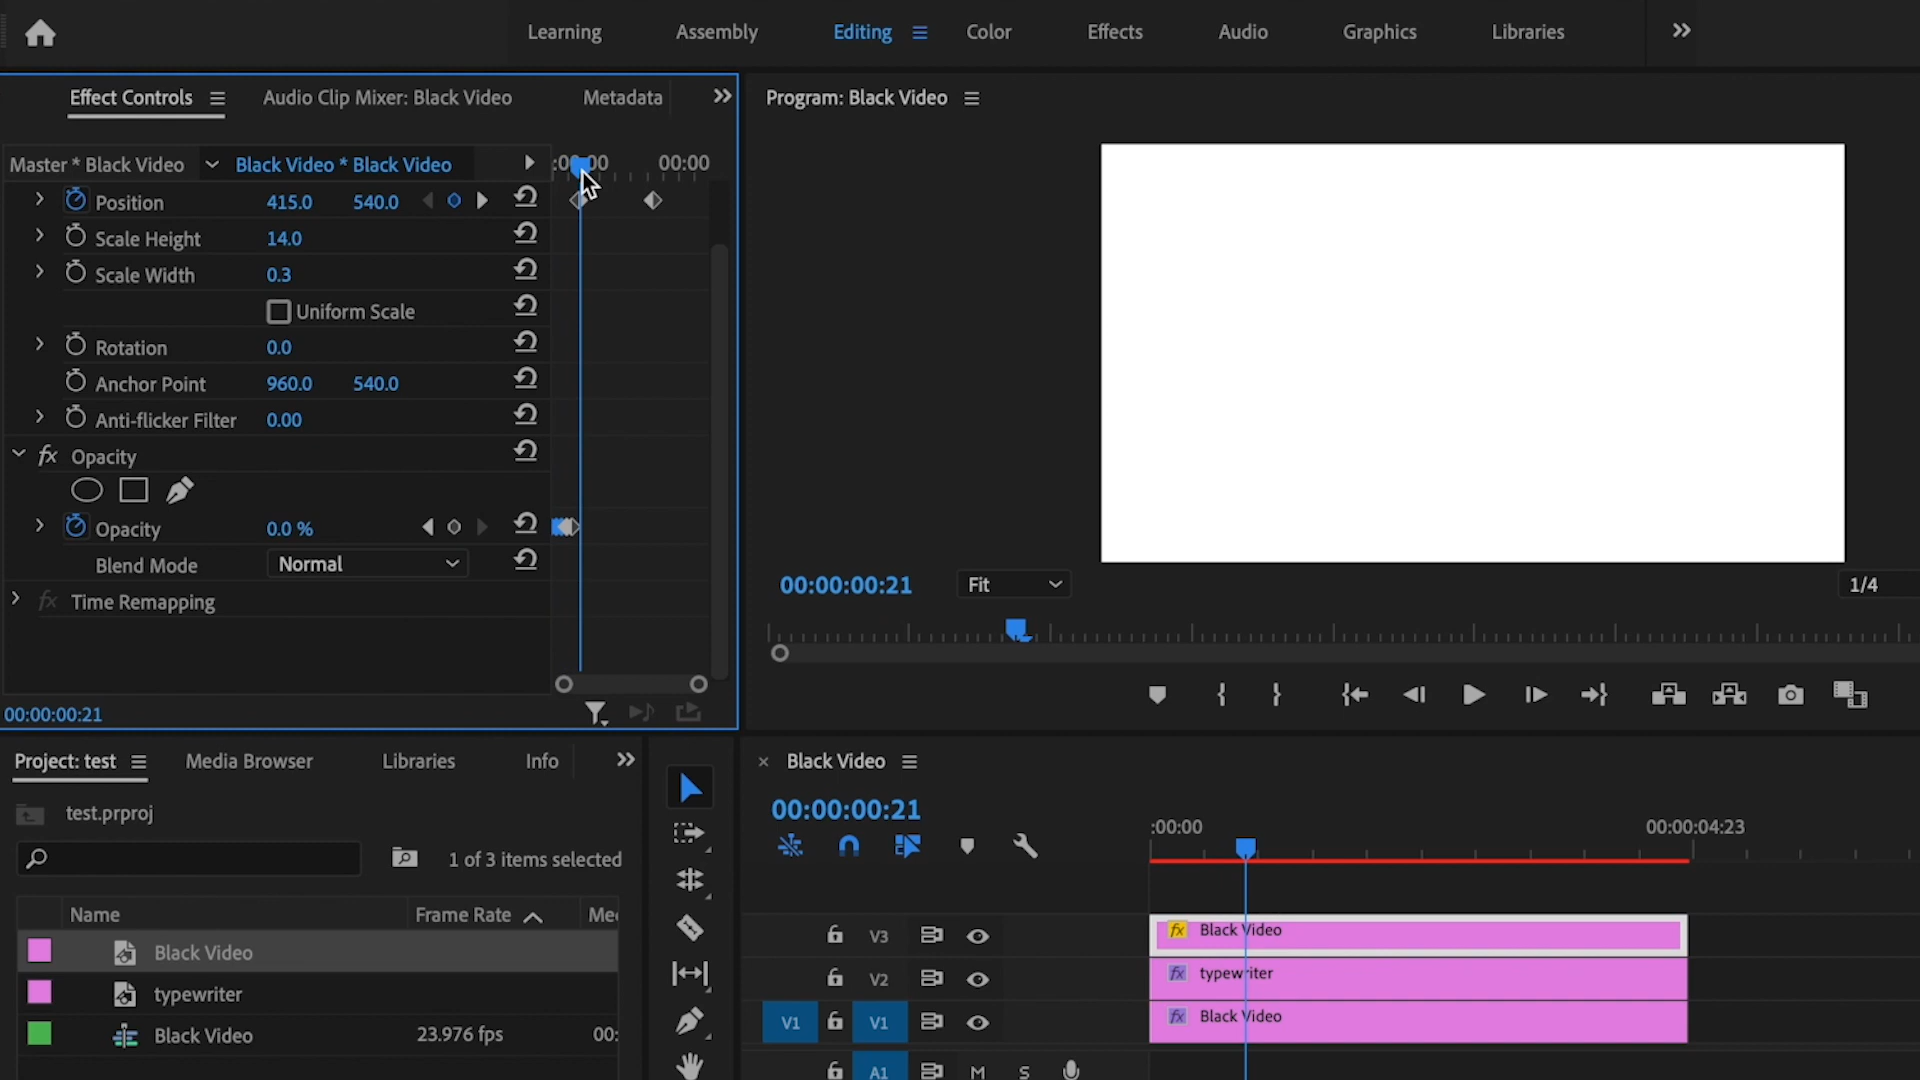 Learning Assembly Editing Color Effects Audio Graphics Libraries
Effect Controls Audio Clip Mixer: Black Video Metadata
Program: Black Video
Master * Black Video Black Video * Black Video 00:00
Position 415.0 540.0
Scale Height 14.0
Scale Width 0.3
Uniform Scale
Rotation 0.0
Anchor Point 960.0 540.0
Anti-flicker Filter 0.00
fx Opacity
Opacity 0.0 %
Blend Mode Normal
fx Time Remapping
00:00:00:21
00:00:00:21 Fit 1/4
Project: test Media Browser Libraries Info
test.prproj
1 of 3 items selected
Name Frame Rate
Black Video
typewriter
Black Video 23.976 fps 00:
Black Video
00:00:00:21
:00:00 00:00:04:23
V3 fx Black Video
V2 fx typewriter
V1 V1 fx Black Video
A1 M S